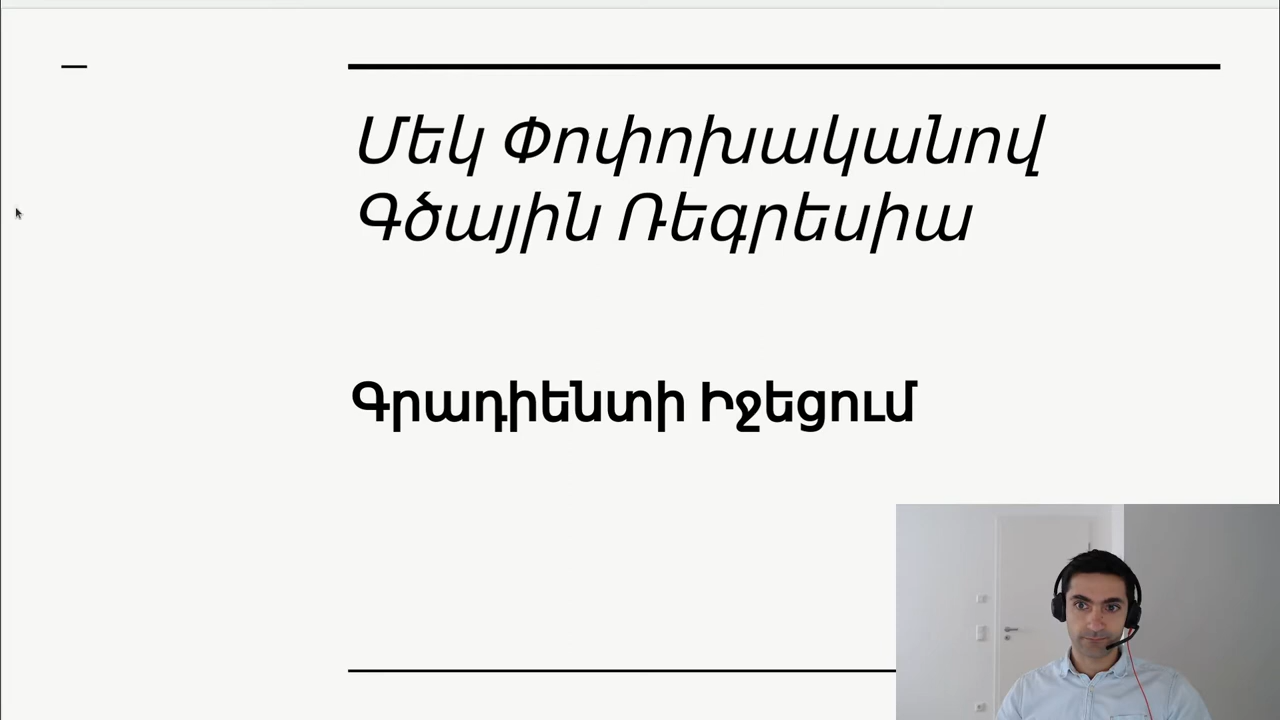 Մեկ Փոփոխականով
Գծային Ռեգրեսիա
Գրադիենտի Իջեցում